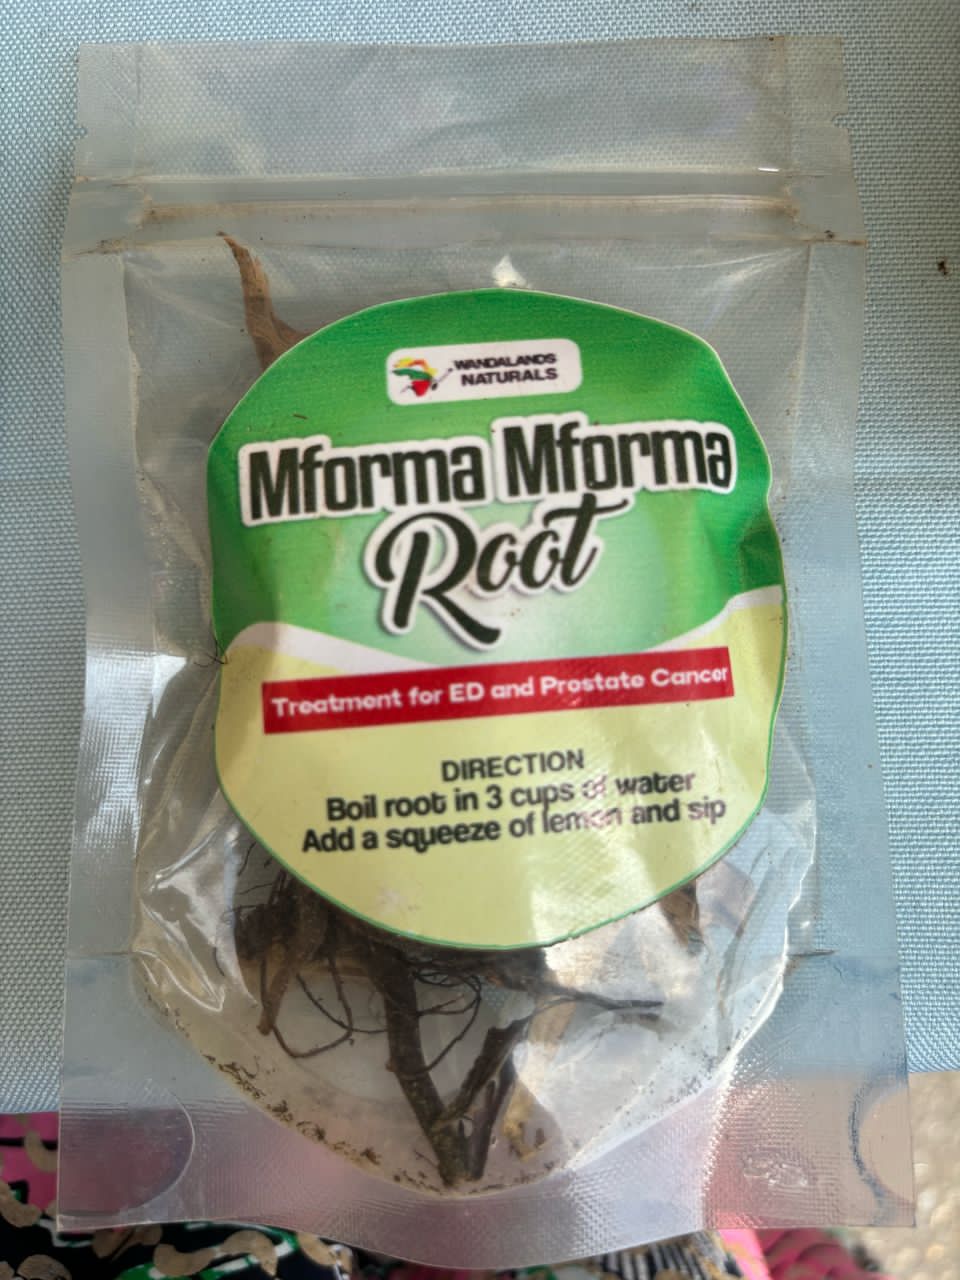 WANDALANDS
NATURALS
Mforma Mforma
Root
Treatment for ED and Prostate Cancer
DIRECTION
Boil root in 3 cups of water
Add a squeeze of lemon and sip